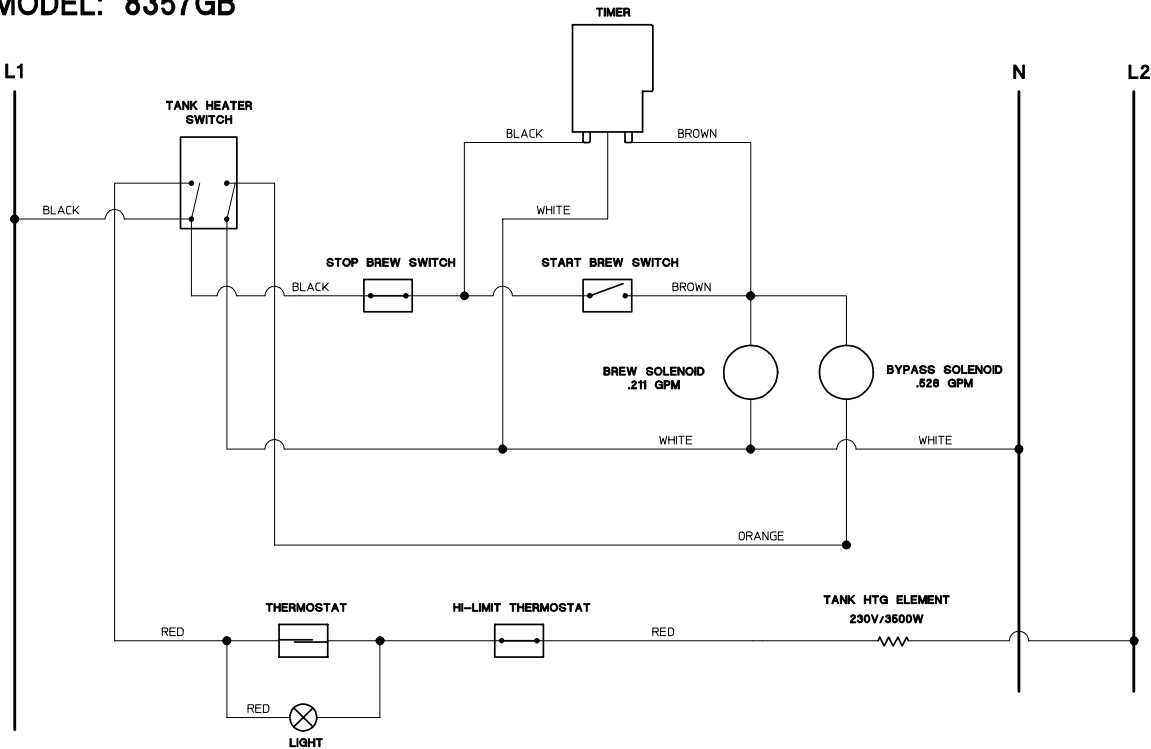 MODEL: 8357GB
TIMER
L1
N
L2
TANK HEATER
SWITCH
BLACK
BROWN
BLACK
WHITE
STOP BREW SWITCH
START BREW SWITCH
BLACK
BROWN
BREW SOLENOID
.211 GPM
BYPASS SOLENOID
.528 GPM
WHITE
WHITE
ORANGE
THERMOSTAT
HI-LIMIT THERMOSTAT
TANK HTG ELEMENT
230V/3500W
RED
RED
RED
LIGHT